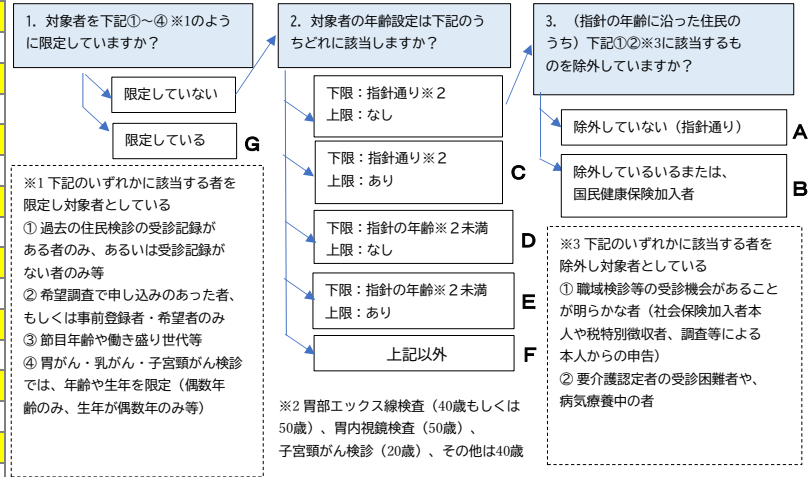 1．対象者を下記①～④ ※1のよう
に限定していますか？
限定していない
限定している
G
※1 下記のいずれかに該当する者を
限定し対象者としている
① 過去の住民検診の受診記録が
ある者のみ、あるいは受診記録が
ない者のみ等
② 希望調査で申し込みのあった者、
もしくは事前登録者・希望者のみ
③ 節目年齢や働き盛り世代等
④ 胃がん・乳がん・子宮頸がん検診
では、年齢や生年を限定（偶数年
齢のみ、生年が偶数年のみ等）
2．対象者の年齢設定は下記のう
ちどれに該当しますか？
下限：指針通り※２
上限：なし
下限：指針通り※２
上限：あり
C
下限：指針の年齢※２未満
上限：なし
D
下限：指針の年齢※２未満
上限：あり
E
上記以外
F
※2 胃部エックス線検査（40歳もしくは
50歳）、胃内視鏡検査（50歳）、
子宮頸がん検診（20歳）、その他は40歳
3．（指針の年齢に沿った住民の
うち）下記①②※3に該当するも
のを除外していますか？
除外していない（指針通り）
A
除外しているいるまたは、
国民健康保険加入者
B
※3 下記のいずれかに該当する者を
除外し対象者としている
① 職域検診等の受診機会があること
が明らかな者（社会保険加入者本
人や税特別徴収者、調査等による
本人からの申告）
② 要介護認定者の受診困難者や、
病気療養中の者